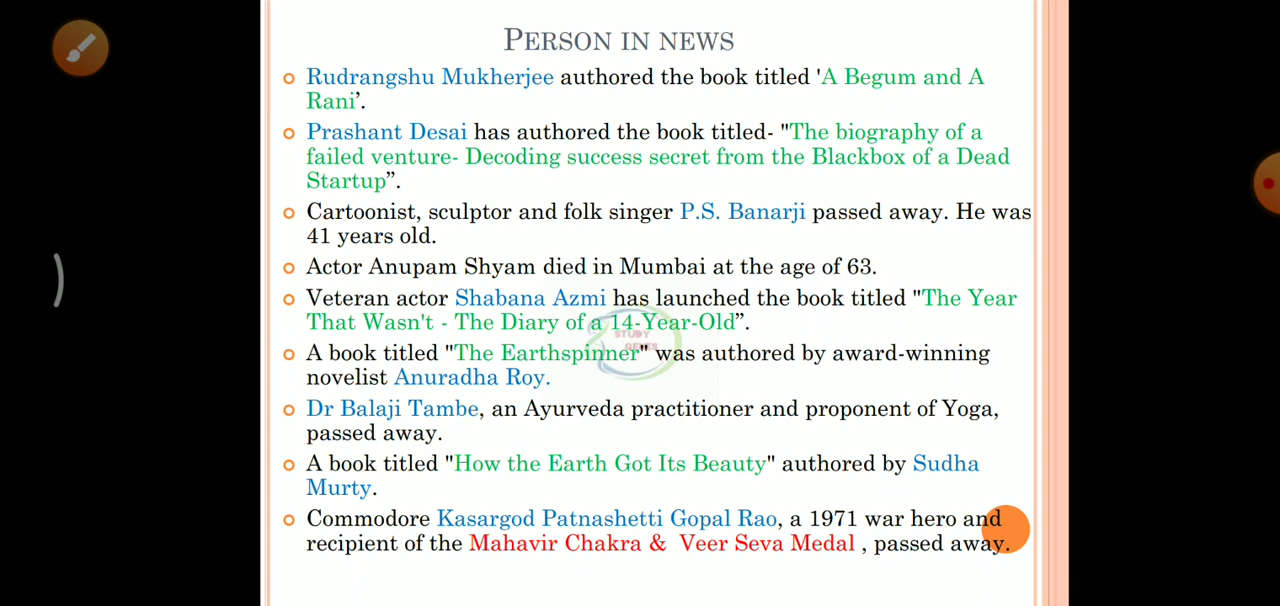 PERSON IN NEWS
Rudrangshu Mukherjee authored the book titled 'A Begum and A
Rani’.
Prashant Desai has authored the book titled- "The biography of a
failed venture- Decoding success secret from the Blackbox of a Dead
Startup”.
Cartoonist, sculptor and folk singer P.S. Banarji passed away. He was
41 years old.
Actor Anupam Shyam died in Mumbai at the age of 63.
Veteran actor Shabana Azmi has launched the book titled "The Year
That Wasn't - The Diary of a 14-Year-Old”.
STUDY
A book titled "The Earthspinner" was authored by award-winning
novelist Anuradha Roy.
Dr Balaji Tambe, an Ayurveda practitioner and proponent of Yoga,
passed away.
A book titled "How the Earth Got Its Beauty" authored by Sudha
Murty.
Commodore Kasargod Patnashetti Gopal Rao, a 1971 war hero and
recipient of the Mahavir Chakra & Veer Seva Medal , passed away.